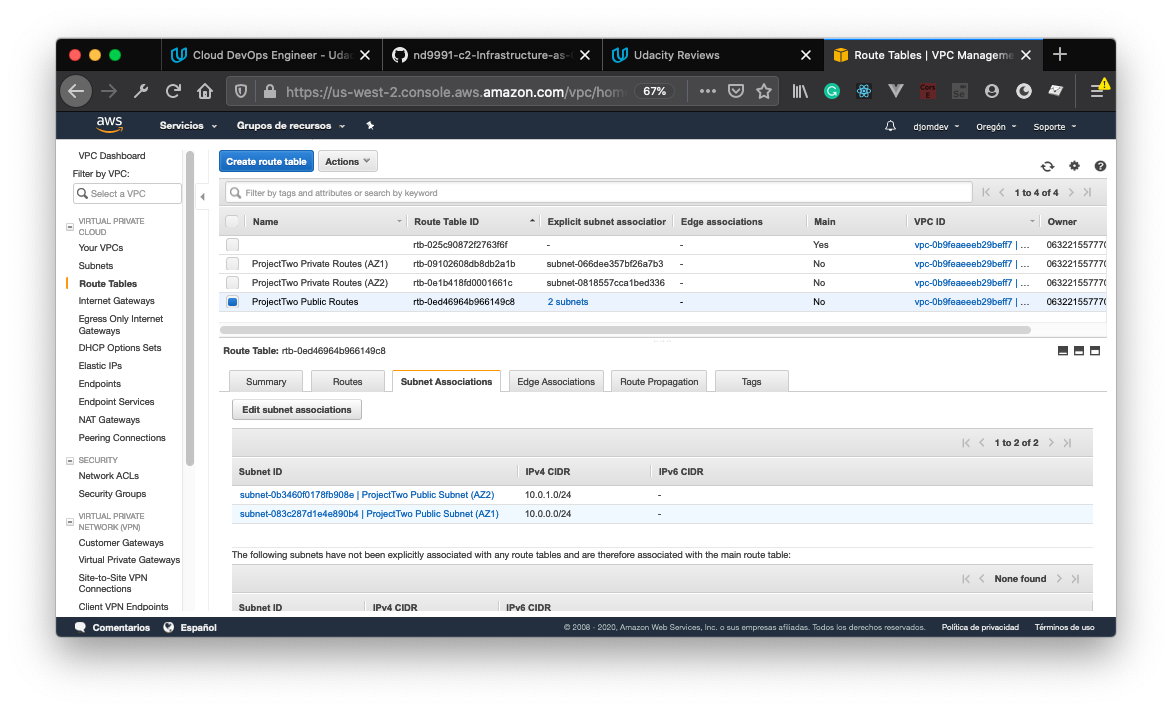 Cloud DevOps Engineer - Udac
nd9991-c2-Infrastructure-as-
Udacity Reviews
Route Tables | VPC Manageme
https://us-west-2.console.aws.amazon.com/vpc/hom
67%
aws
Servicios
Grupos de recursos
djomdev
Oregón
Soporte
VPC Dashboard
Filter by VPC:
Select a VPC
VIRTUAL PRIVATE
CLOUD
Your VPCs
Subnets
Route Tables
Internet Gateways
Egress Only Internet
Gateways
DHCP Options Sets
Elastic IPs
Endpoints
Endpoint Services
NAT Gateways
Peering Connections
SECURITY
Network ACLs
Security Groups
VIRTUAL PRIVATE
NETWORK (VPN)
Customer Gateways
Virtual Private Gateways
Site-to-Site VPN
Connections
Client VPN Endpoints
Create route table
Actions
Filter by tags and attributes or search by keyword
1 to 4 of 4
Name Route Table ID Explicit subnet association Edge associations Main VPC ID Owner
rtb-025c90872f2763f6f - - Yes vpc-0b9feaeeeb29beff7 | ... 063221557770
ProjectTwo Private Routes (AZ1) rtb-09102608db8db2a1b subnet-066dee357bf26a7b3 - No vpc-0b9feaeeeb29beff7 | ... 063221557770
ProjectTwo Private Routes (AZ2) rtb-0e1b418fd0001661c subnet-0818557cca1bed336 - No vpc-0b9feaeeeb29beff7 | ... 063221557770
ProjectTwo Public Routes rtb-0ed46964b966149c8 2 subnets - No vpc-0b9feaeeeb29beff7 | ... 063221557770
Route Table: rtb-0ed46964b966149c8
Summary
Routes
Subnet Associations
Edge Associations
Route Propagation
Tags
Edit subnet associations
1 to 2 of 2
Subnet ID IPv4 CIDR IPv6 CIDR
subnet-0b3460f0178fb908e | ProjectTwo Public Subnet (AZ2) 10.0.1.0/24 -
subnet-083c287d1e4e890b4 | ProjectTwo Public Subnet (AZ1) 10.0.0.0/24 -
The following subnets have not been explicitly associated with any route tables and are therefore associated with the main route table:
None found
Subnet ID IPv4 CIDR IPv6 CIDR
Comentarios
Español
© 2008 - 2020, Amazon Web Services, Inc. o sus empresas afiliadas. Todos los derechos reservados.
Política de privacidad
Términos de uso